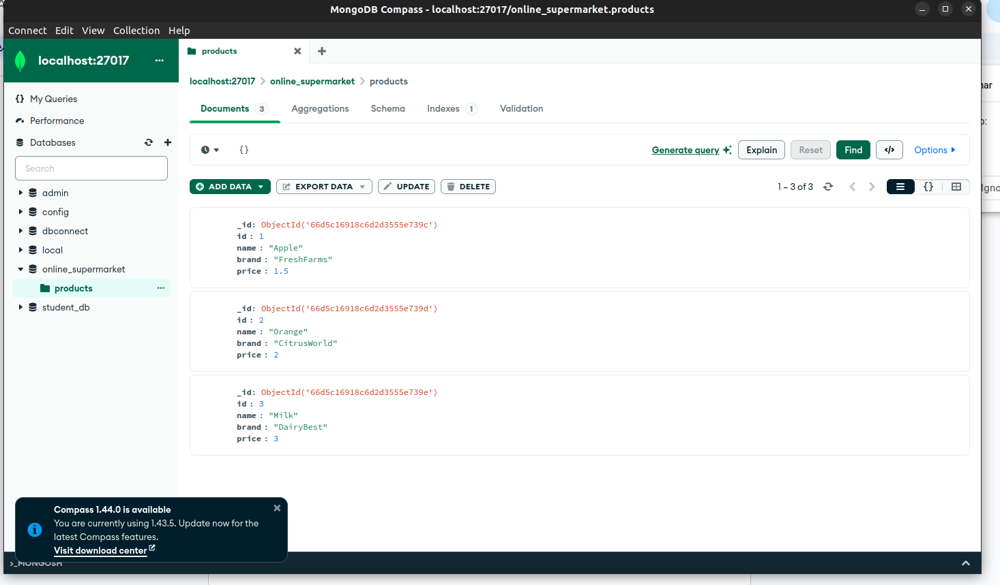 MongoDB Compass - localhost:27017/online_supermarket.products
Connect Edit View Collection Help
localhost:27017 ...
My Queries
Performance
Databases
Search
admin
config
dbconnect
local
online_supermarket
products ...
student_db
products
localhost:27017 > online_supermarket > products
Documents 3 Aggregations Schema Indexes 1 Validation
{} Generate query Explain Reset Find </> Options
ADD DATA EXPORT DATA UPDATE DELETE 1 – 3 of 3 {}
_id: ObjectId('66d5c16918c6d2d3555e739c')
id : 1
name : "Apple"
brand : "FreshFarms"
price : 1.5
_id: ObjectId('66d5c16918c6d2d3555e739d')
id : 2
name : "Orange"
brand : "CitrusWorld"
price : 2
_id: ObjectId('66d5c16918c6d2d3555e739e')
id : 3
name : "Milk"
brand : "DairyBest"
price : 3
Compass 1.44.0 is available
You are currently using 1.43.5. Update now for the
latest Compass features.
Visit download center
>_MONGOSH